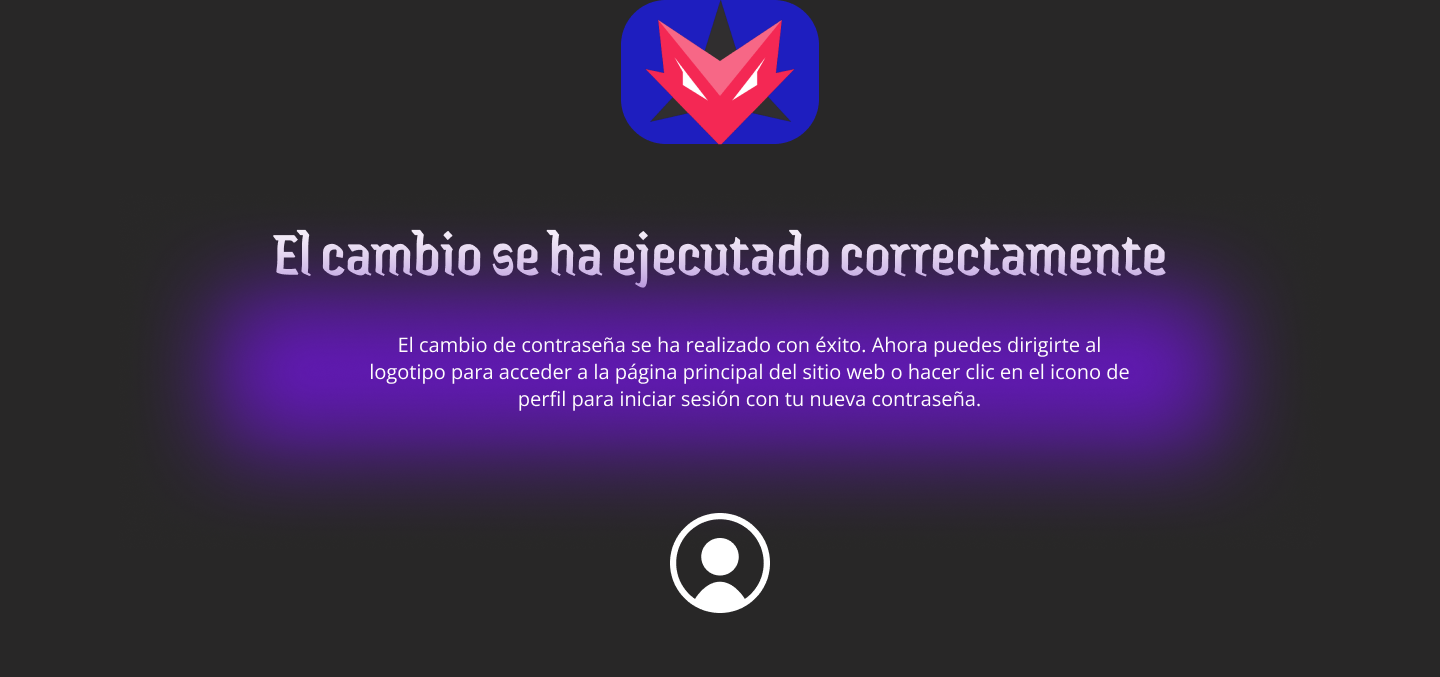 El cambio se ha ejecutado correctamente
El cambio de contraseña se ha realizado con éxito. Ahora puedes dirigirte al
logotipo para acceder a la página principal del sitio web o hacer clic en el icono de
perfil para iniciar sesión con tu nueva contraseña.